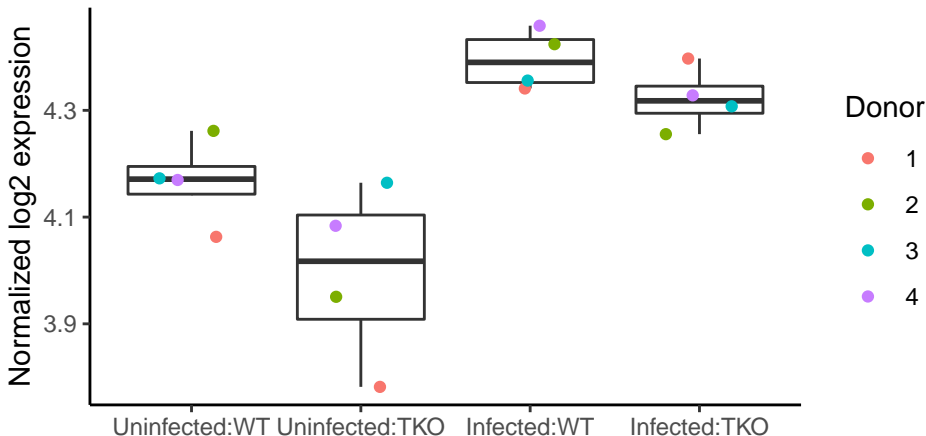 Normalized log2 expression
4.3
4.1
3.9
Uninfected:WT Uninfected:TKO Infected:WT Infected:TKO
Donor
1
2
3
4